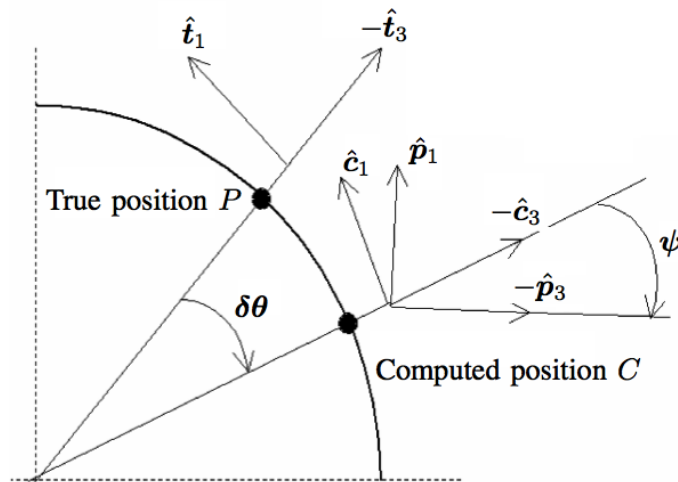 t̂₁
−t̂₃
ĉ₁
p̂₁
True position P
−ĉ₃
ψ
−p̂₃
δθ
Computed position C